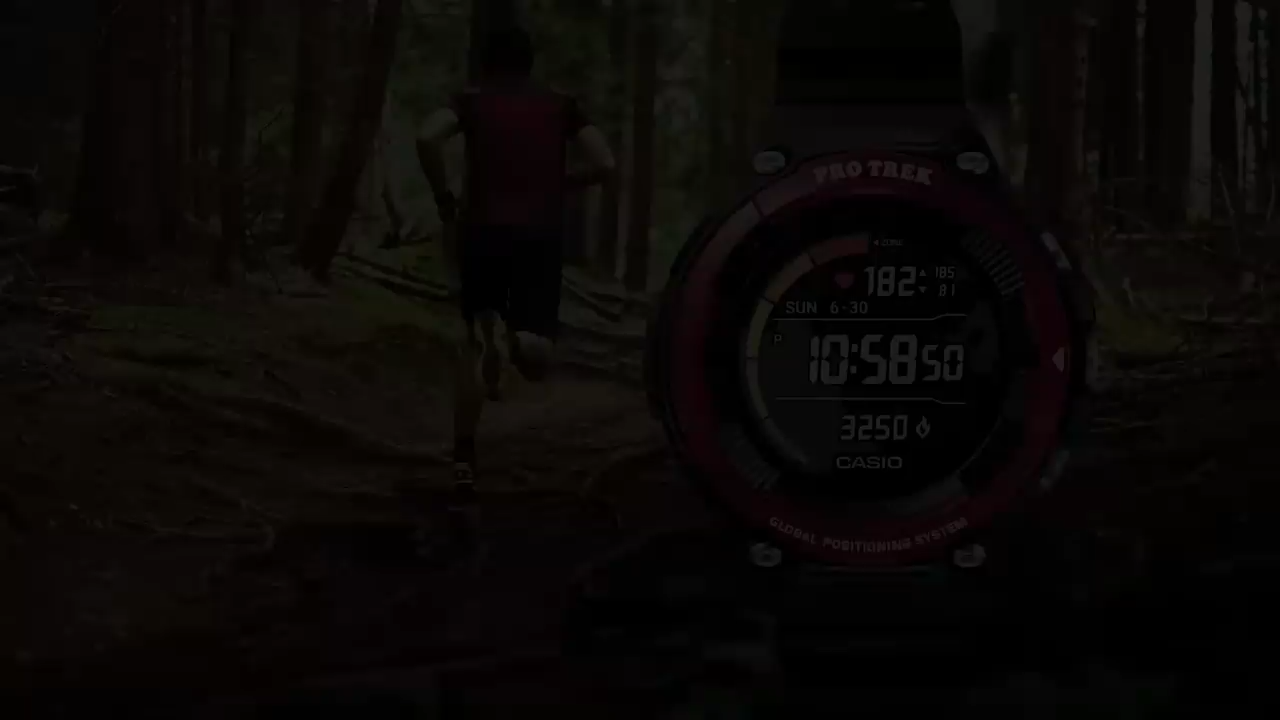 PRO TREK
182
185
81
SUN 6-30
P
10:58 50
3250
CASIO
GLOBAL POSITIONING SYSTEM